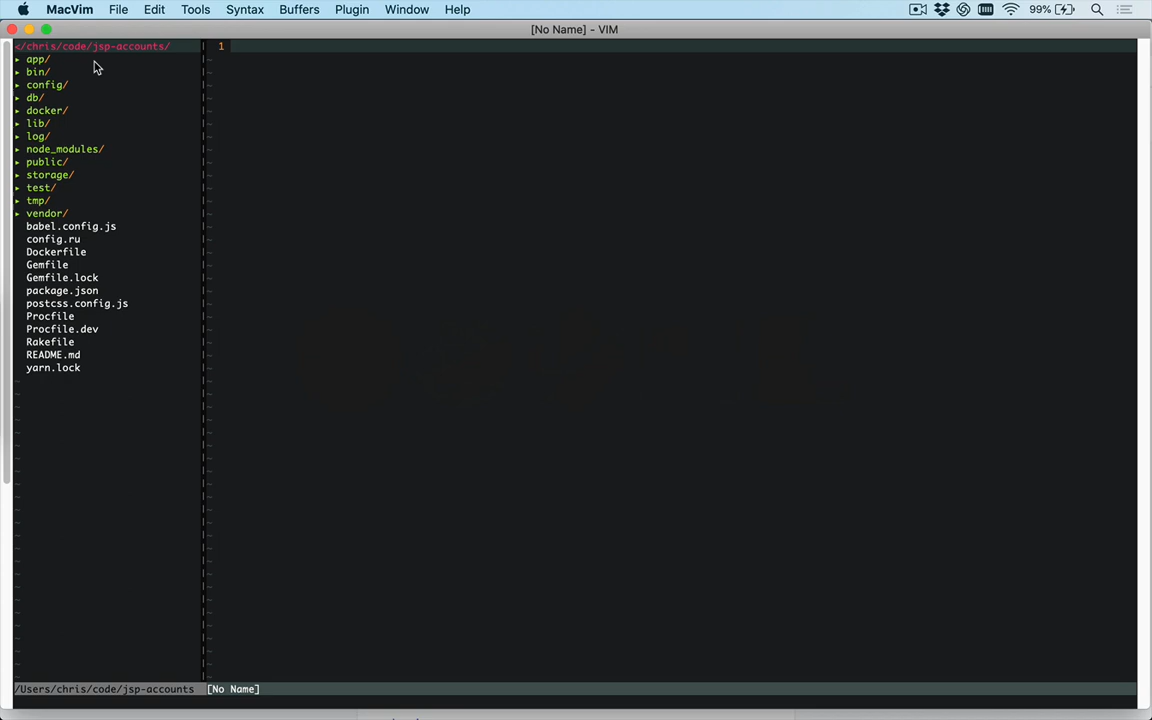 MacVim File Edit Tools Syntax Buffers Plugin Window Help 99%
[No Name] - VIM
</chris/code/jsp-accounts/
▸ app/
▸ bin/
▸ config/
▸ db/
▸ docker/
▸ lib/
▸ log/
▸ node_modules/
▸ public/
▸ storage/
▸ test/
▸ tmp/
▸ vendor/
babel.config.js
config.ru
Dockerfile
Gemfile
Gemfile.lock
package.json
postcss.config.js
Procfile
Procfile.dev
Rakefile
README.md
yarn.lock
1
/Users/chris/code/jsp-accounts [No Name]